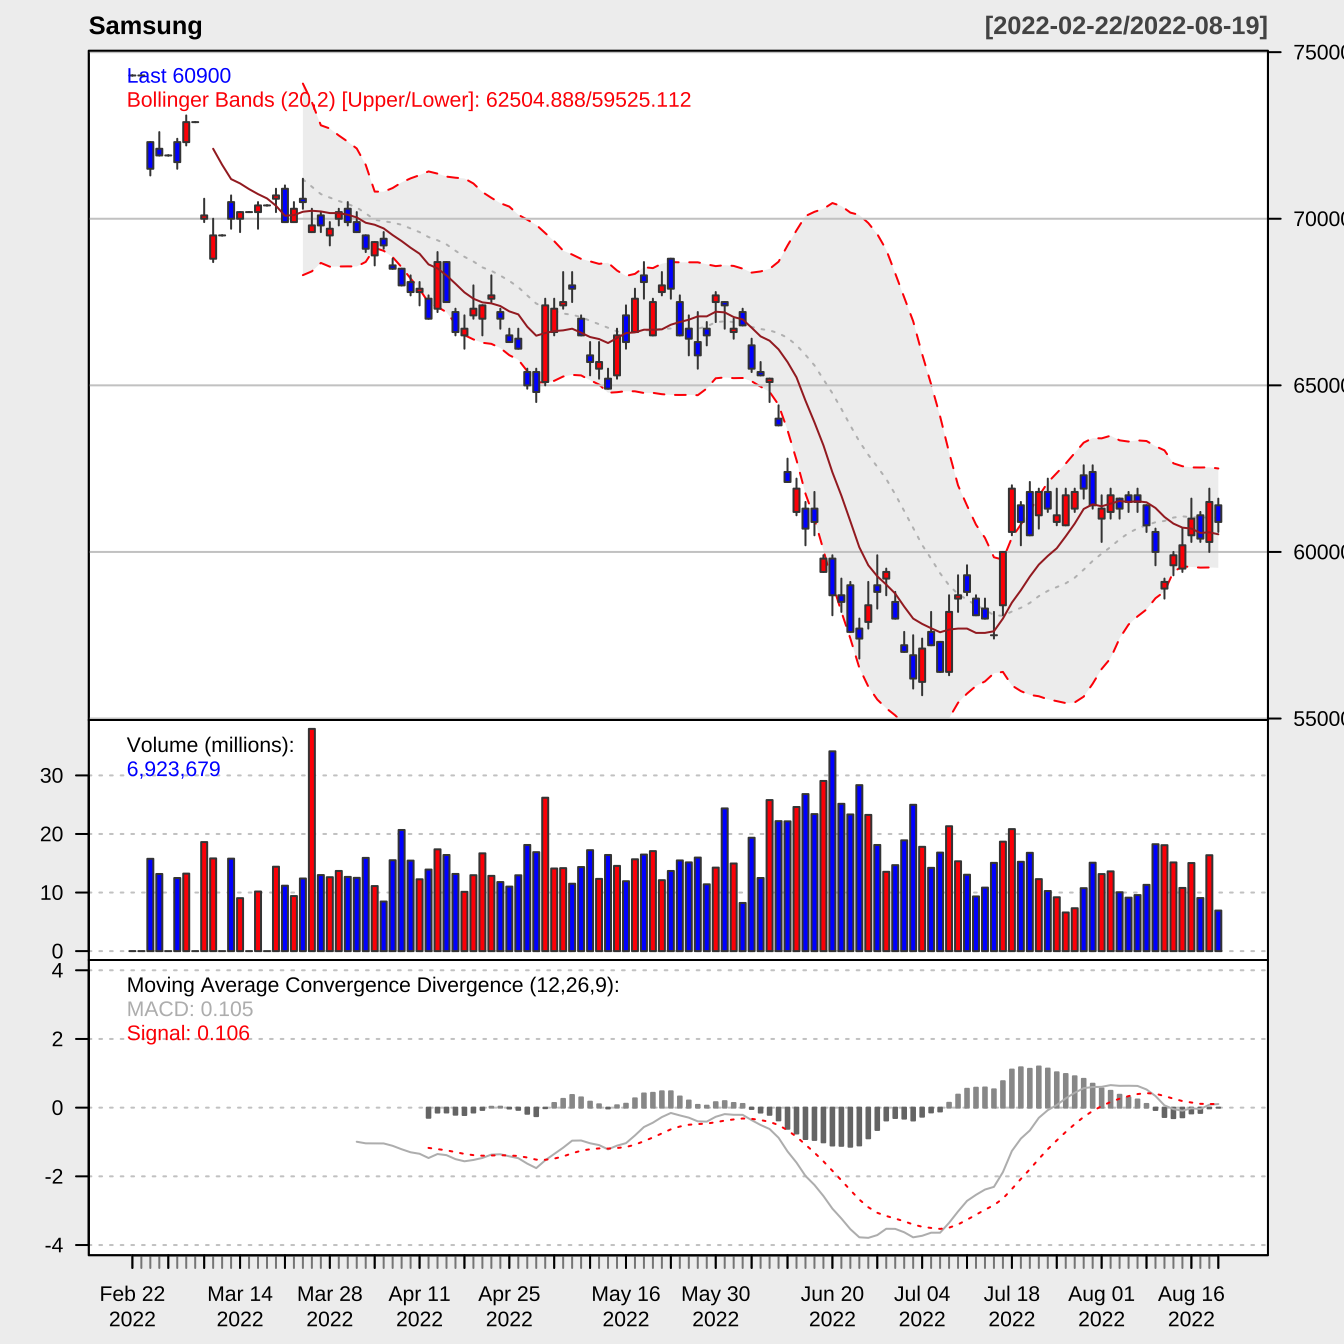 Samsung [2022-02-22/2022-08-19]
Last 60900
Bollinger Bands (20,2) [Upper/Lower]: 62504.888/59525.112
75000
70000
65000
60000
55000
Volume (millions):
6,923,679
30
20
10
0
Moving Average Convergence Divergence (12,26,9):
MACD: 0.105
Signal: 0.106
4
2
0
-2
-4
Feb 22 Mar 14 Mar 28 Apr 11 Apr 25 May 16 May 30 Jun 20 Jul 04 Jul 18 Aug 01 Aug 16
2022 2022 2022 2022 2022 2022 2022 2022 2022 2022 2022 2022